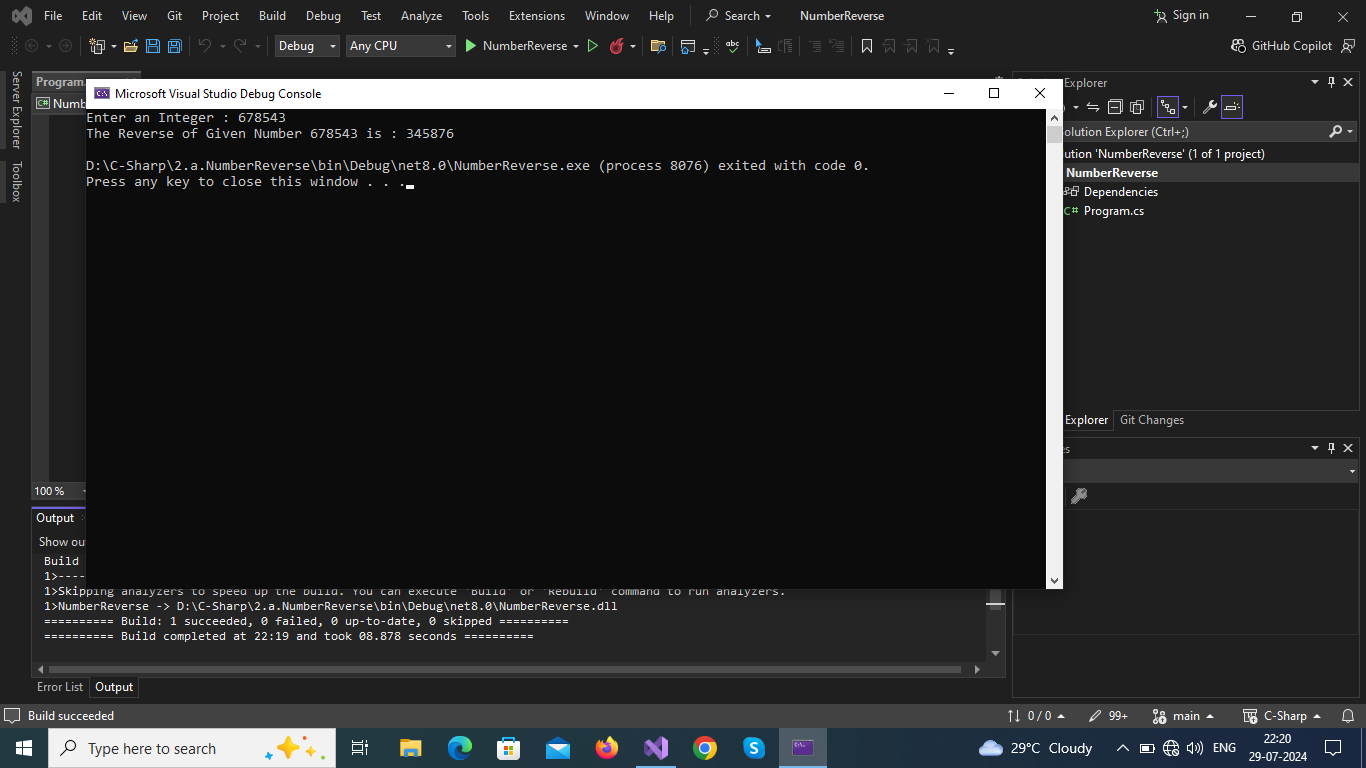 File Edit View Git Project Build Debug Test Analyze Tools Extensions Window Help Search NumberReverse Sign in
Debug Any CPU NumberReverse abc GitHub Copilot
Server Explorer
Toolbox
Program.
C# Numb
Microsoft Visual Studio Debug Console
Enter an Integer : 678543
The Reverse of Given Number 678543 is : 345876
D:\C-Sharp\2.a.NumberReverse\bin\Debug\net8.0\NumberReverse.exe (process 8076) exited with code 0.
Press any key to close this window . . .
Explorer
olution Explorer (Ctrl+;)
ution 'NumberReverse' (1 of 1 project)
NumberReverse
Dependencies
C# Program.cs
Explorer Git Changes
es
100 %
Output
Show ou
Build
1>----
1>Skipping analyzers to speed up the build. You can execute 'Build' or 'Rebuild' command to run analyzers.
1>NumberReverse -> D:\C-Sharp\2.a.NumberReverse\bin\Debug\net8.0\NumberReverse.dll
========== Build: 1 succeeded, 0 failed, 0 up-to-date, 0 skipped ==========
========== Build completed at 22:19 and took 08.878 seconds ==========
Error List Output
Build succeeded 0 / 0 99+ main C-Sharp
Type here to search 29°C Cloudy ENG 22:20
29-07-2024